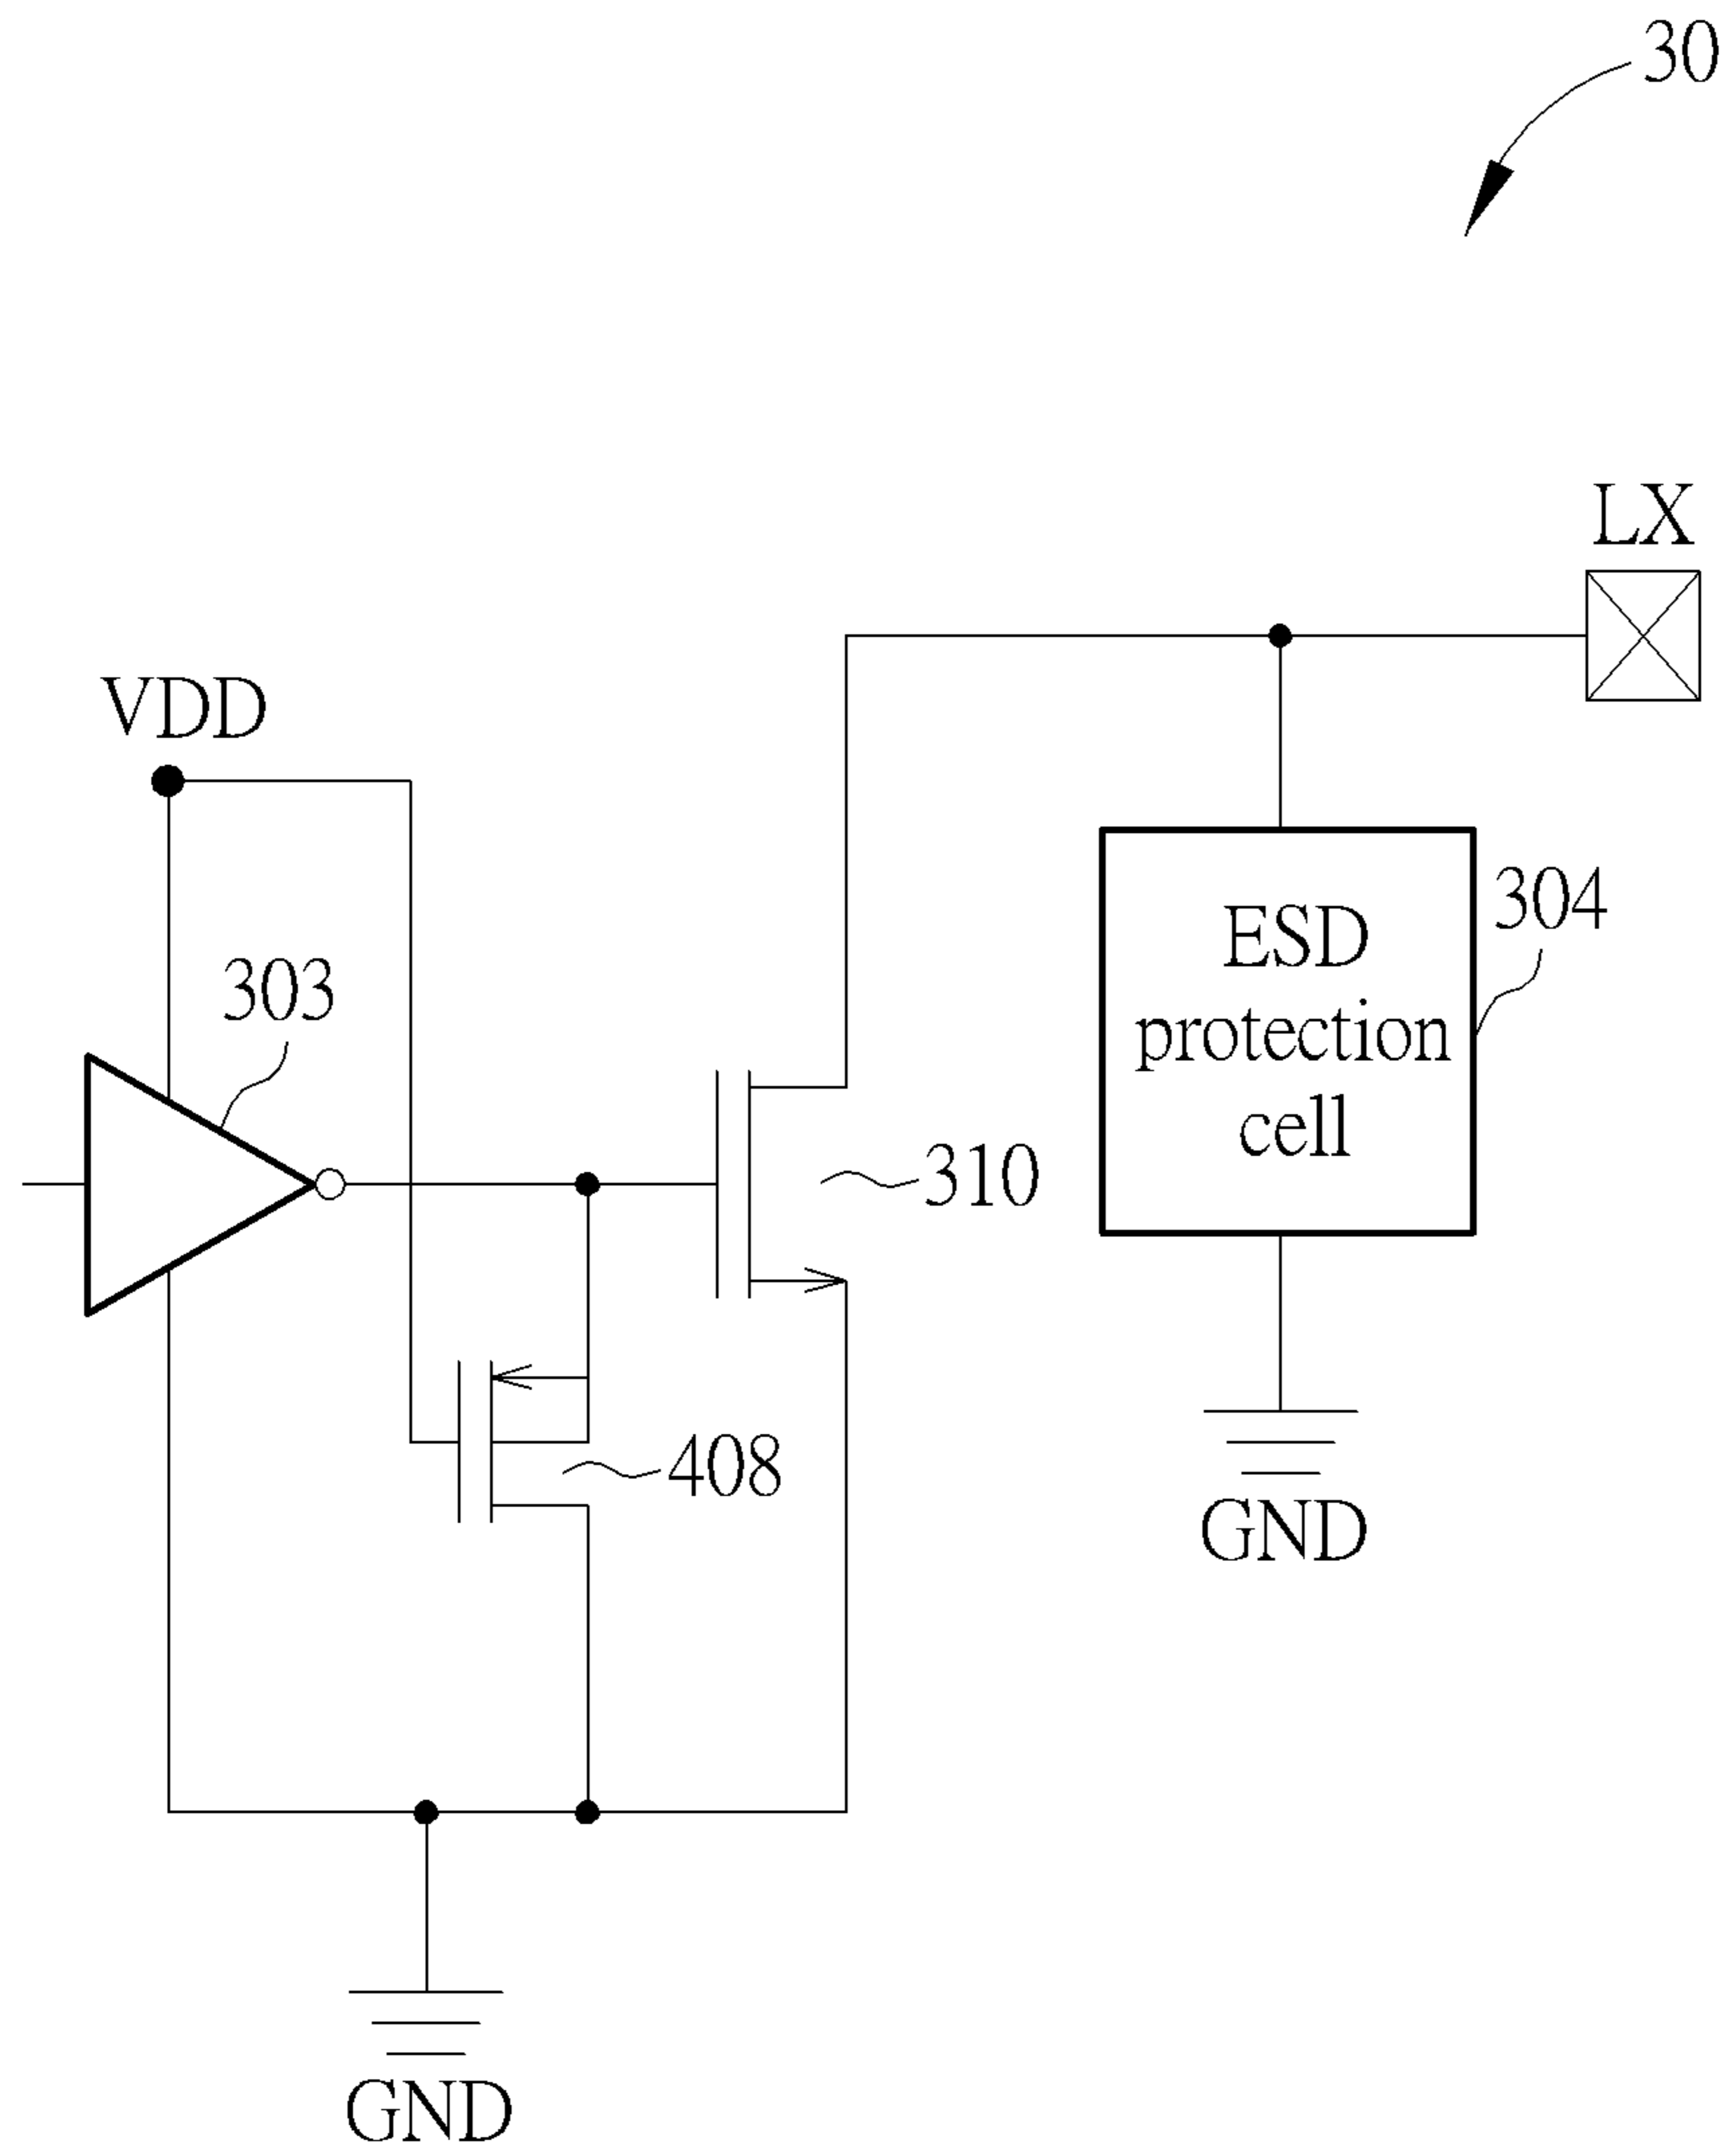 30
LX
VDD
304
ESD
protection
cell
303
310
408
GND
GND